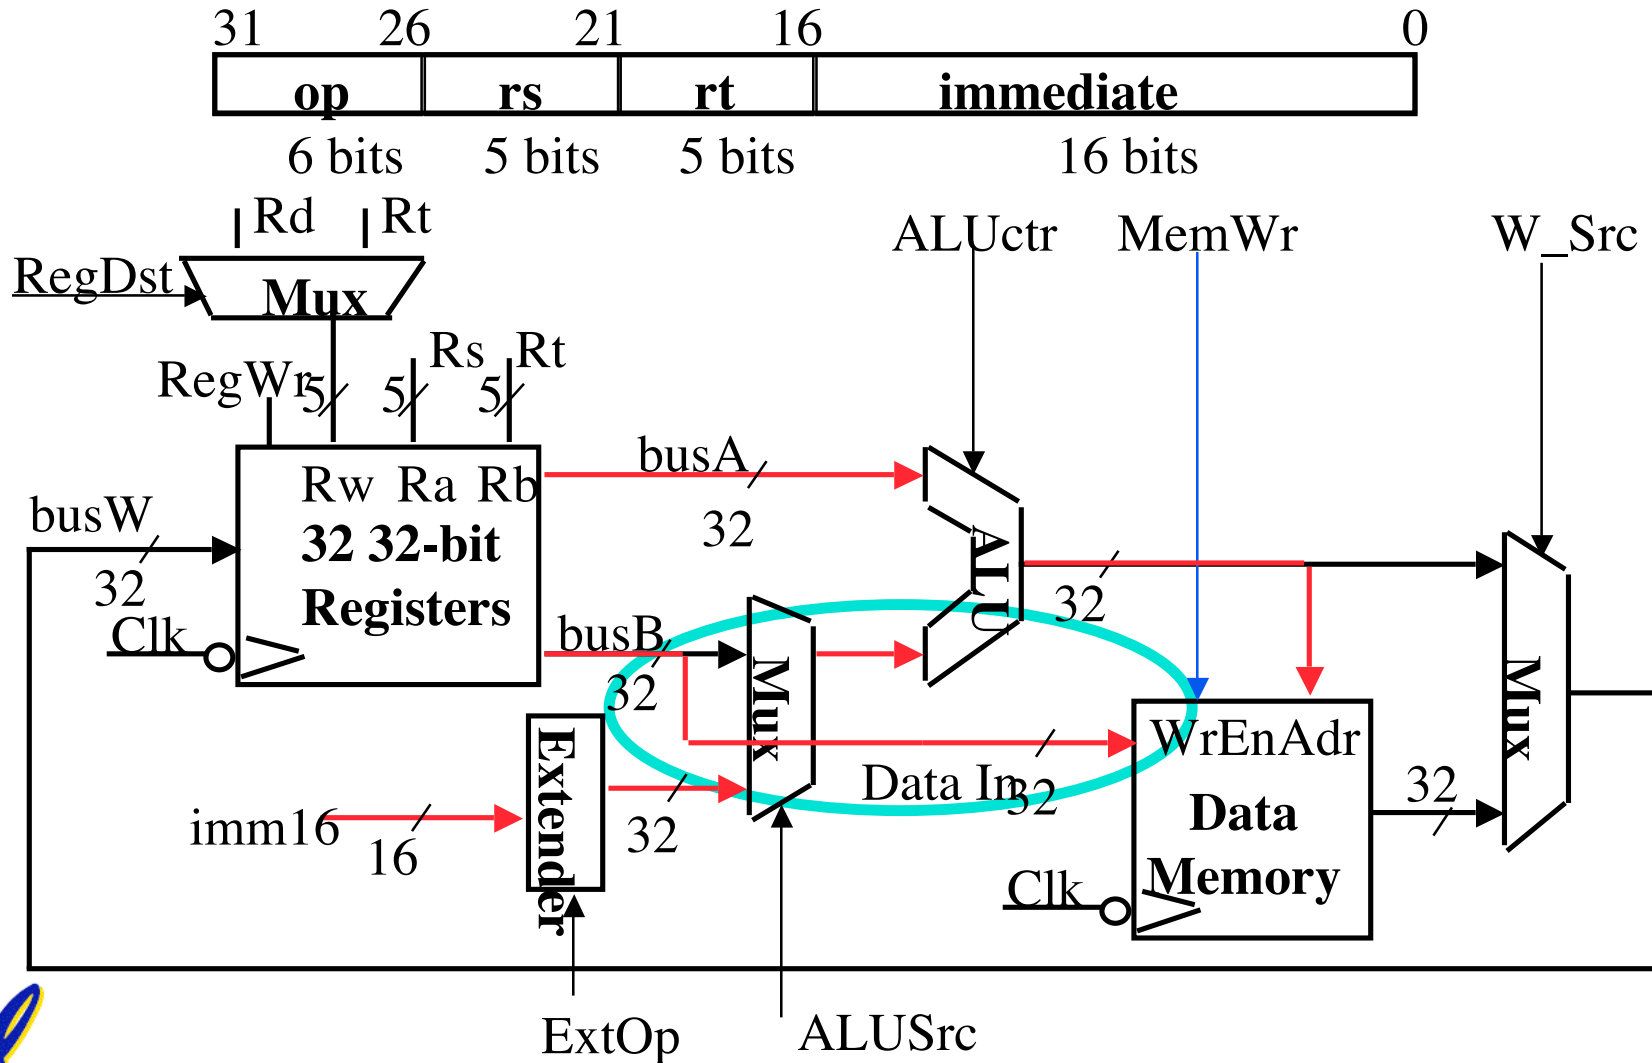 31 26 21 16 0
op rs rt immediate
6 bits 5 bits 5 bits 16 bits
Rd Rt
ALUctr MemWr W_Src
RegDst
Mux
Rs Rt
RegWr
5 5 5
busA
Rw Ra Rb
busW
32
32 32-bit
Registers
32
ALU
32
Clk
busB
32
Mux
Mux
WrEn Adr
Data In
32
32
Data
Memory
Extender
imm16
16
32
Clk
ExtOp
ALUSrc